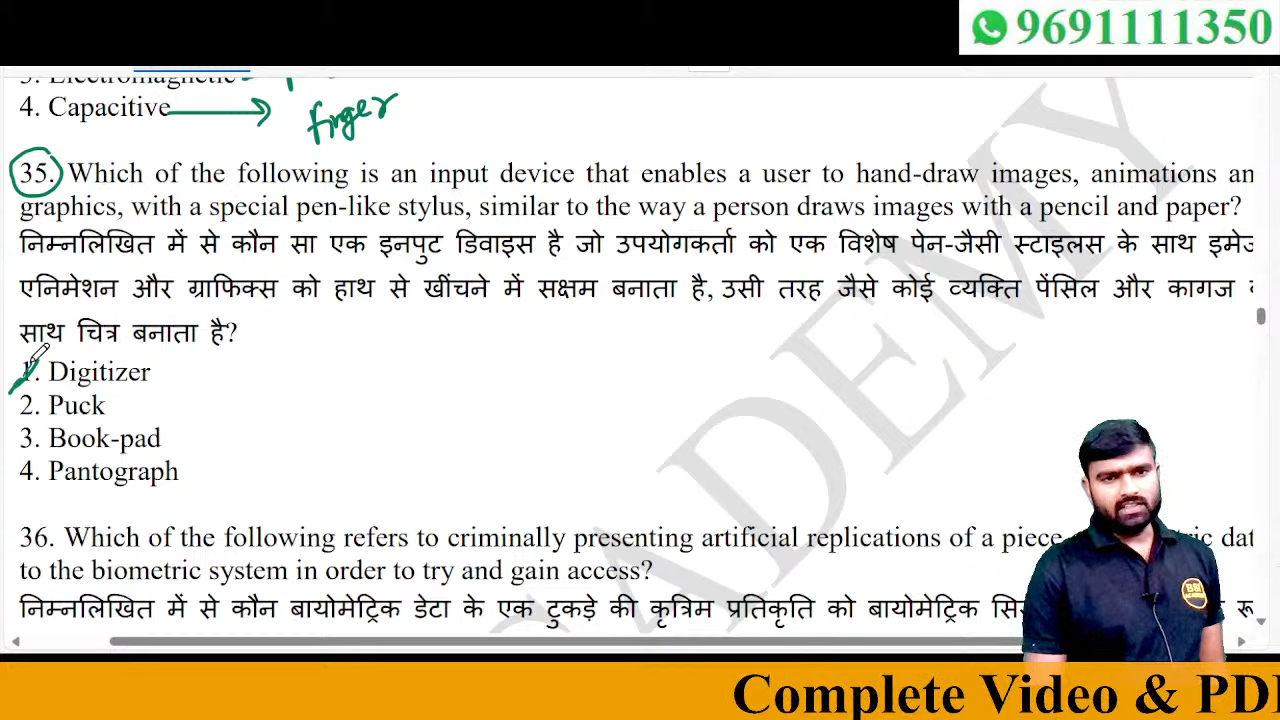 9691111350
3. Electromagnetic
4. Capacitive
finger
35. Which of the following is an input device that enables a user to hand-draw images, animations an
graphics, with a special pen-like stylus, similar to the way a person draws images with a pencil and paper?
निम्नलिखित में से कौन सा एक इनपुट डिवाइस है जो उपयोगकर्ता को एक विशेष पेन-जैसी स्टाइलस के साथ इमेज
एनिमेशन और ग्राफिक्स को हाथ से खींचने में सक्षम बनाता है, उसी तरह जैसे कोई व्यक्ति पेंसिल और कागज
साथ चित्र बनाता है?
1. Digitizer
2. Puck
3. Book-pad
4. Pantograph
36. Which of the following refers to criminally presenting artificial replications of a piece dat
to the biometric system in order to try and gain access?
निम्नलिखित में से कौन बायोमेट्रिक डेटा के एक टुकड़े की कृत्रिम प्रतिकृति को बायोमेट्रिक
ACADEMY
BSI
Complete Video & PD